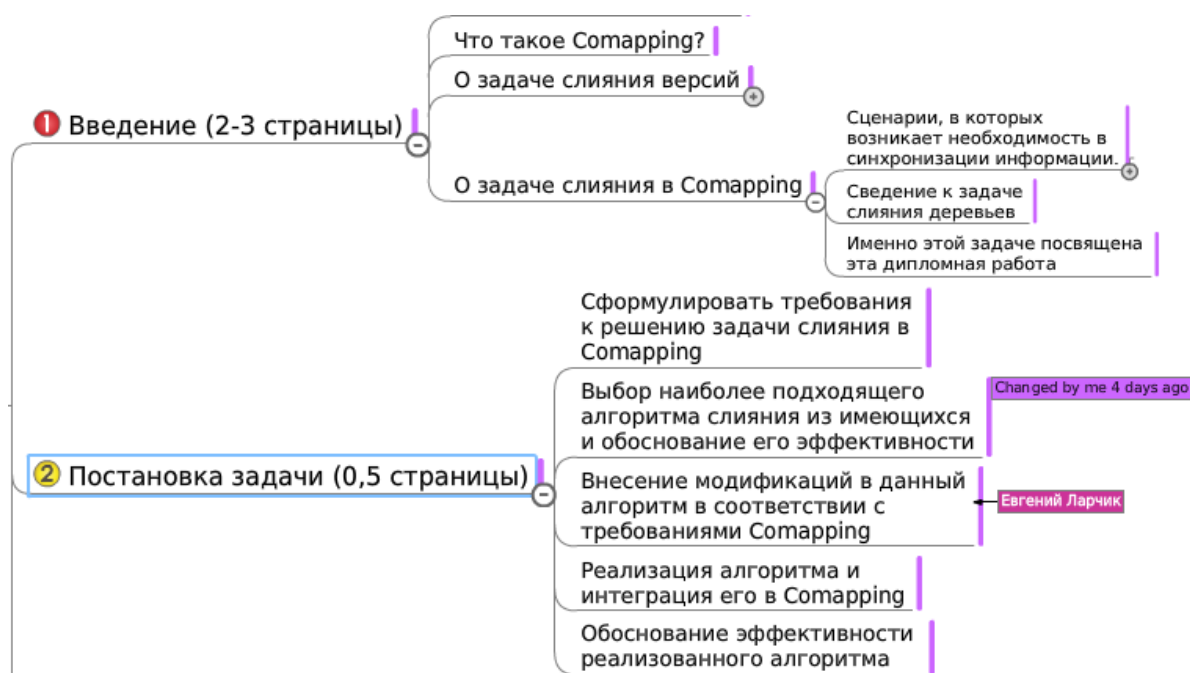 Что такое Comapping?
О задаче слияния версий
1 Введение (2-3 страницы)
О задаче слияния в Comapping
Сценарии, в которых
возникает необходимость в
синхронизации информации.
Сведение к задаче
слияния деревьев
Именно этой задаче посвящена
эта дипломная работа
2 Постановка задачи (0,5 страницы)
Сформулировать требования
к решению задачи слияния в
Comapping
Выбор наиболее подходящего
алгоритма слияния из имеющихся
и обоснование его эффективности
Changed by me 4 days ago
Внесение модификаций в данный
алгоритм в соответствии с
требованиями Comapping
Евгений Ларчик
Реализация алгоритма и
интеграция его в Comapping
Обоснование эффективности
реализованного алгоритма